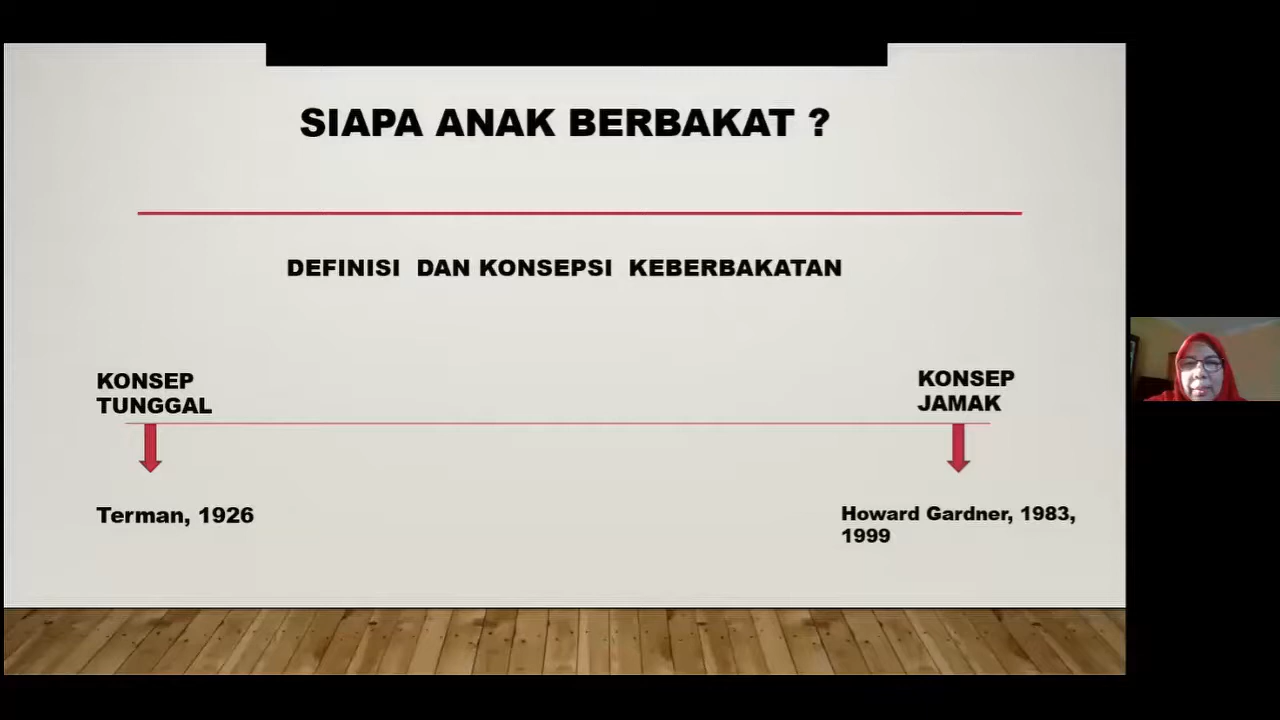 SIAPA ANAK BERBAKAT ?
DEFINISI DAN KONSEPSI KEBERBAKATAN
KONSEP
TUNGGAL
KONSEP
JAMAK
Terman, 1926
Howard Gardner, 1983,
1999